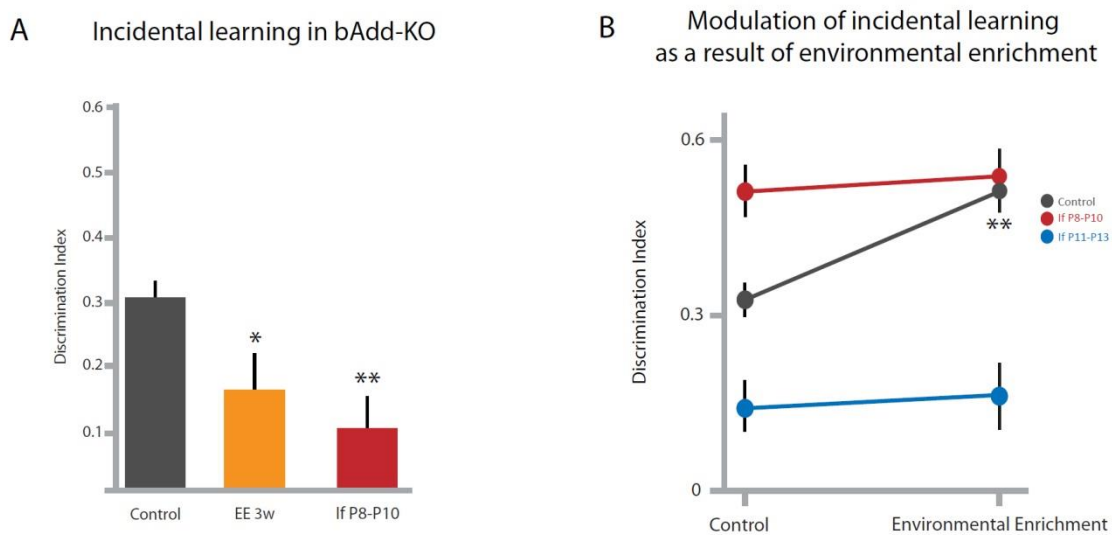 A
Incidental learning in bAdd-KO
0.6
0.5
0.4
0.3
0.2
0.1
Discrimination Index
*
**
Control
EE 3w
If P8-P10
B
Modulation of incidental learning
as a result of environmental enrichment
0.6
0.3
0
Discrimination Index
**
Control
If P8-P10
If P11-P13
Control
Environmental Enrichment